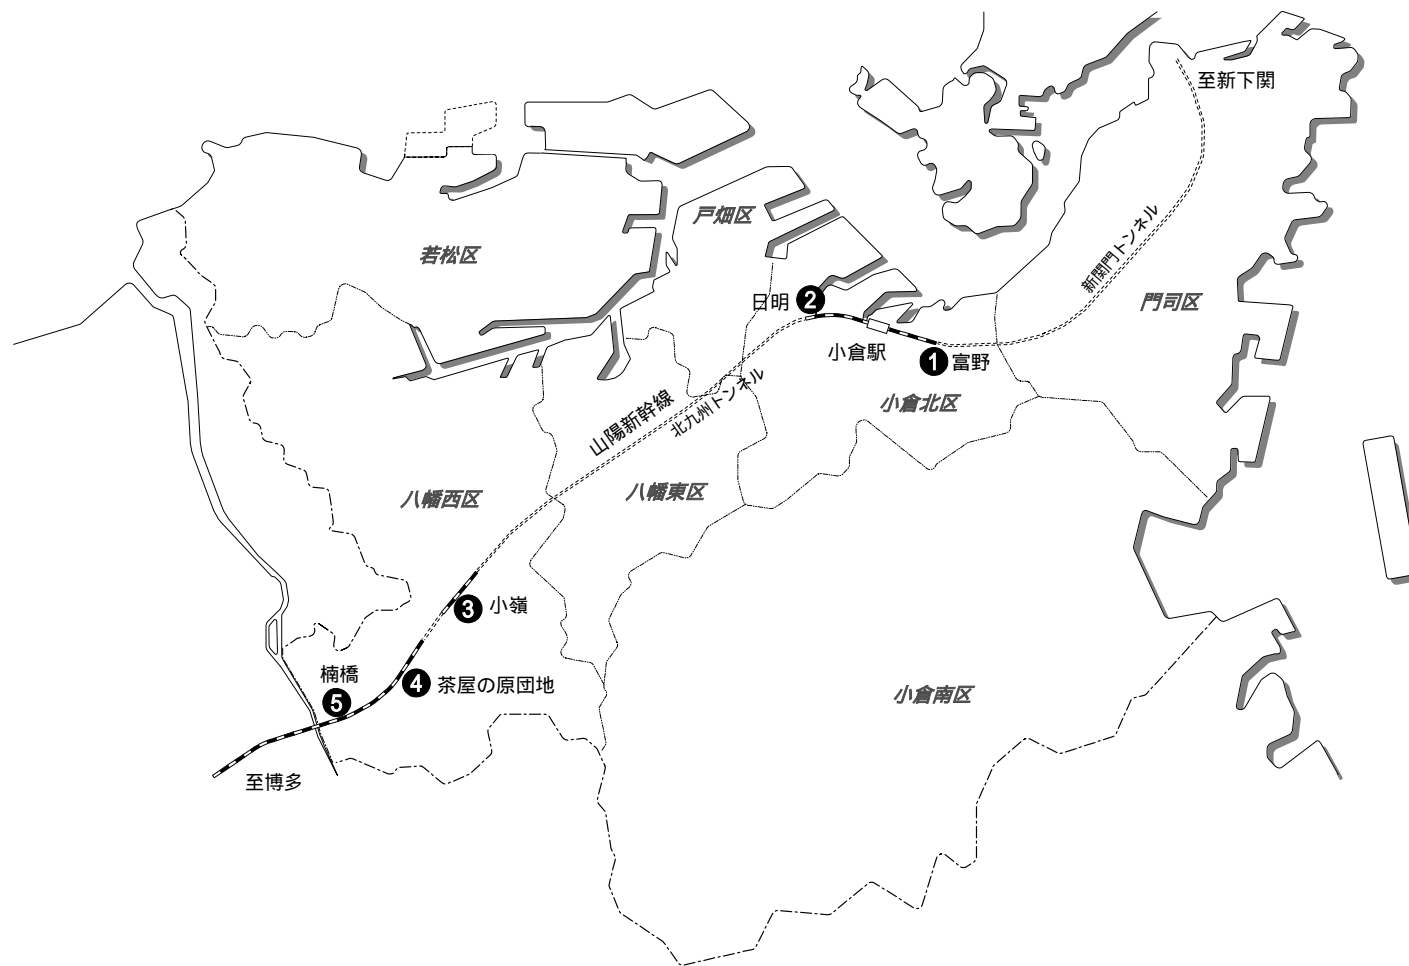 至新下関
戸畑区
若松区
新関門トンネル
門司区
日明
2
小倉駅
1
富野
小倉北区
山陽新幹線
北九州トンネル
八幡西区
八幡東区
3
小嶺
楠橋
5
4
茶屋の原団地
小倉南区
至博多